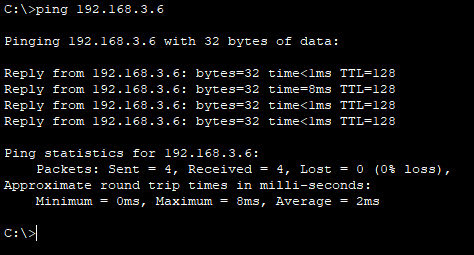 C:\>ping 192.168.3.6
Pinging 192.168.3.6 with 32 bytes of data:
Reply from 192.168.3.6: bytes=32 time<1ms TTL=128
Reply from 192.168.3.6: bytes=32 time=8ms TTL=128
Reply from 192.168.3.6: bytes=32 time<1ms TTL=128
Reply from 192.168.3.6: bytes=32 time<1ms TTL=128
Ping statistics for 192.168.3.6:
Packets: Sent = 4, Received = 4, Lost = 0 (0% loss),
Approximate round trip times in milli-seconds:
Minimum = 0ms, Maximum = 8ms, Average = 2ms
C:\>